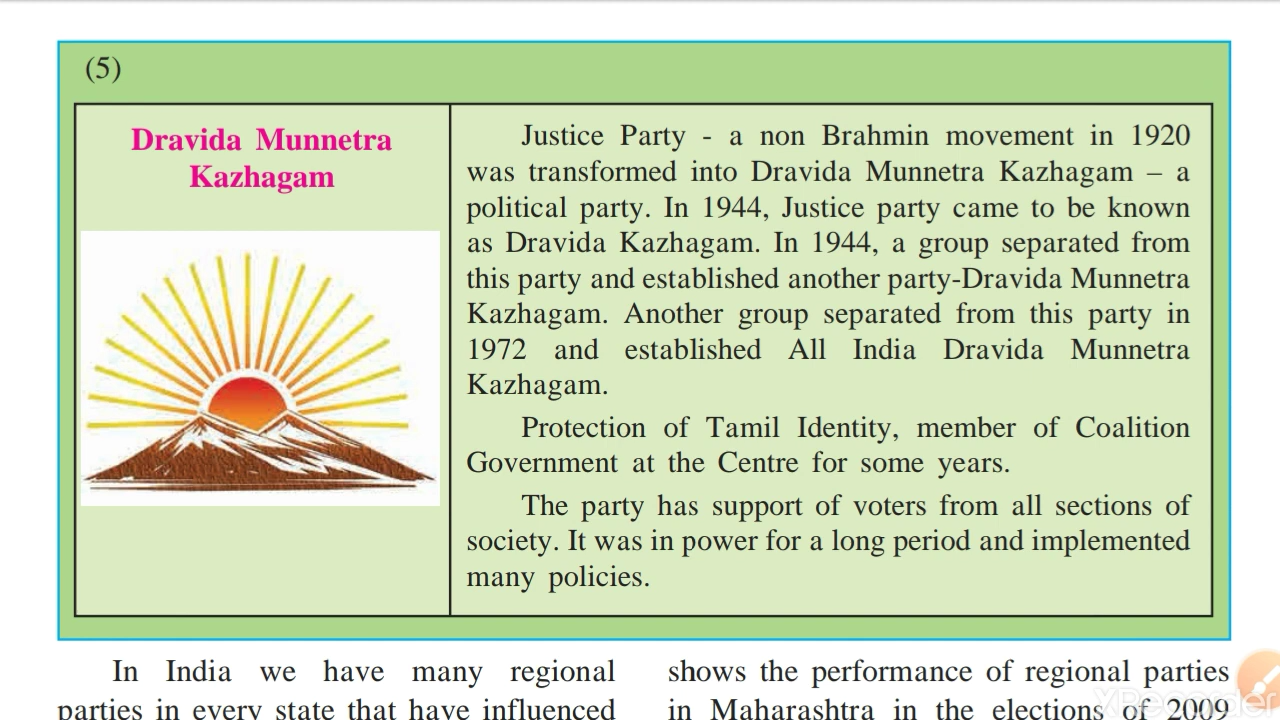 (5)
Dravida Munnetra
Kazhagam
Justice Party - a non Brahmin movement in 1920
was transformed into Dravida Munnetra Kazhagam – a
political party. In 1944, Justice party came to be known
as Dravida Kazhagam. In 1944, a group separated from
this party and established another party-Dravida Munnetra
Kazhagam. Another group separated from this party in
1972 and established All India Dravida Munnetra
Kazhagam.
Protection of Tamil Identity, member of Coalition
Government at the Centre for some years.
The party has support of voters from all sections of
society. It was in power for a long period and implemented
many policies.
In India we have many regional
parties in every state that have influenced
shows the performance of regional parties
in Maharashtra in the elections of 2009
XRecorder